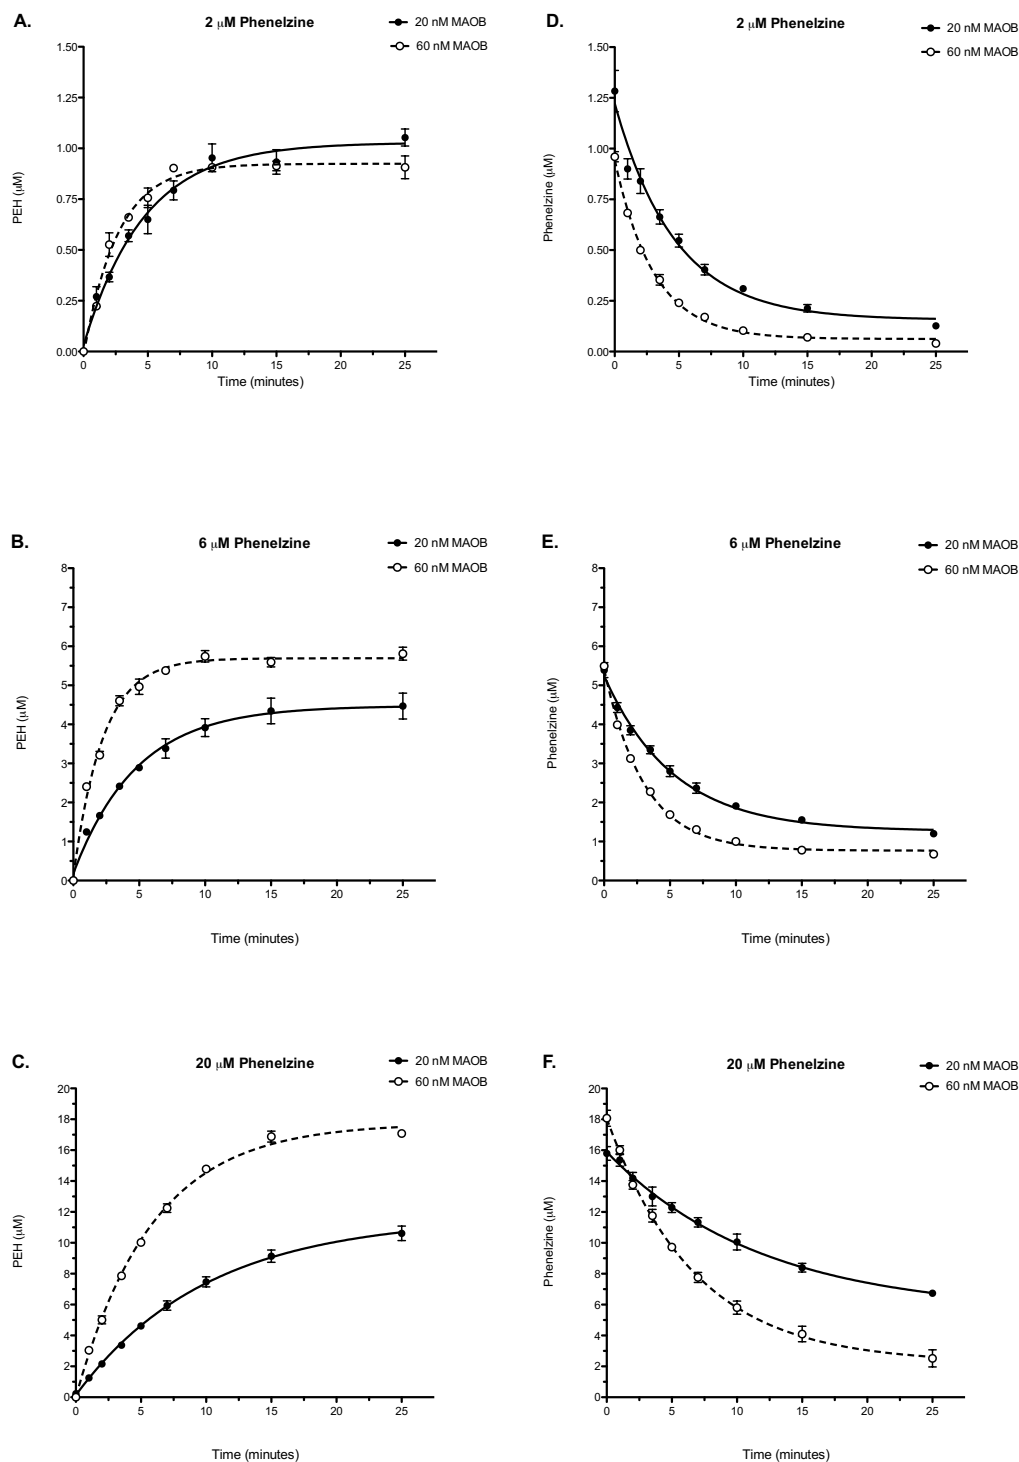 A.
2 μM Phenelzine
20 nM MAOB
60 nM MAOB
1.50
1.25
1.00
0.75
0.50
0.25
0.00
PEH (μM)
0 5 10 15 20 25
Time (minutes)
D.
2 μM Phenelzine
20 nM MAOB
60 nM MAOB
1.50
1.25
1.00
0.75
0.50
0.25
0.00
Phenelzine (μM)
0 5 10 15 20 25
Time (minutes)
B.
6 μM Phenelzine
20 nM MAOB
60 nM MAOB
8
7
6
5
4
3
2
1
0
PEH (μM)
0 5 10 15 20 25
Time (minutes)
E.
6 μM Phenelzine
20 nM MAOB
60 nM MAOB
8
7
6
5
4
3
2
1
0
Phenelzine (μM)
0 5 10 15 20 25
Time (minutes)
C.
20 μM Phenelzine
20 nM MAOB
60 nM MAOB
20
18
16
14
12
10
8
6
4
2
0
PEH (μM)
0 5 10 15 20 25
Time (minutes)
F.
20 μM Phenelzine
20 nM MAOB
60 nM MAOB
20
18
16
14
12
10
8
6
4
2
0
Phenelzine (μM)
0 5 10 15 20 25
Time (minutes)